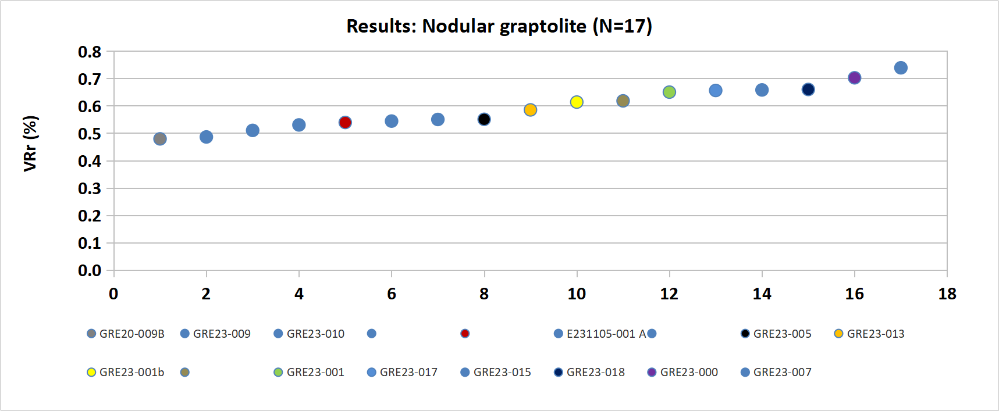 Results: Nodular graptolite (N=17)
0.8
0.7
0.6
0.5
0.4
0.3
0.2
0.1
0.0
VRr (%)
0 2 4 6 8 10 12 14 16 18
GRE20-009B GRE23-009 GRE23-010 E231105-001 A GRE23-005 GRE23-013
GRE23-001b GRE23-001 GRE23-017 GRE23-015 GRE23-018 GRE23-000 GRE23-007